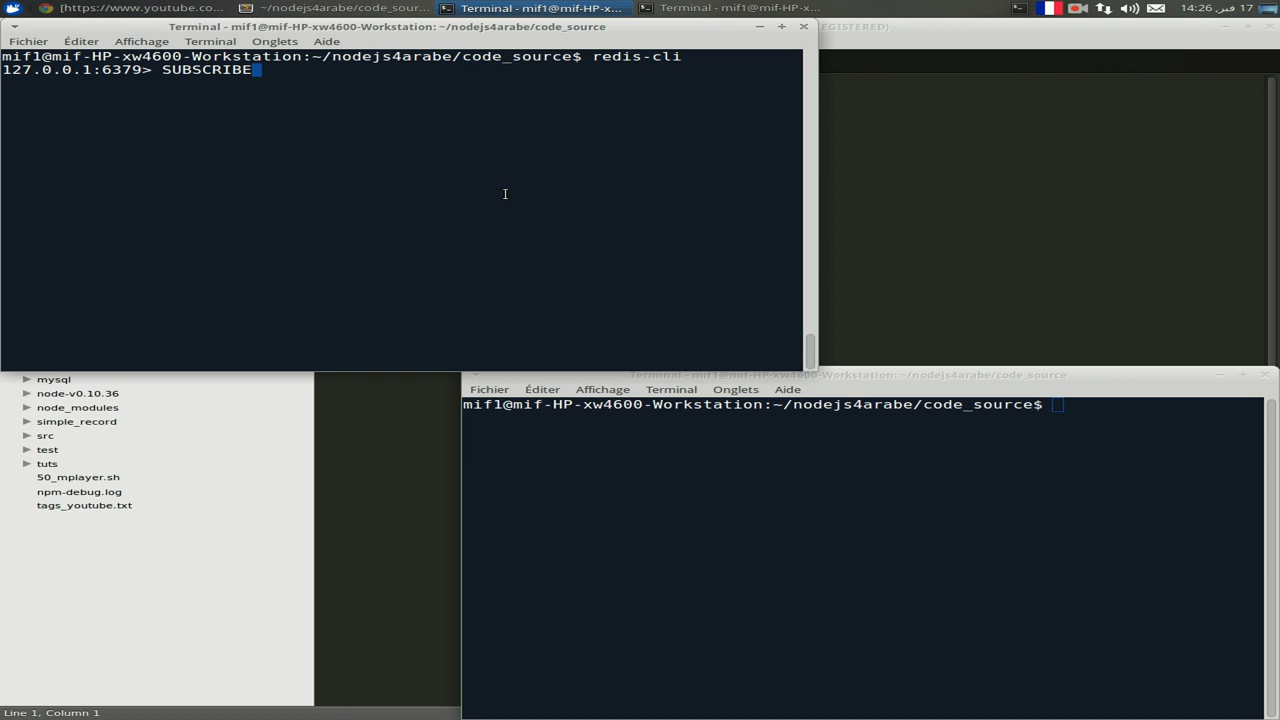 [https://www.youtube.co...
~/nodejs4arabe/code_sour...
Terminal - mif1@mif-HP-x...
Terminal - mif1@mif-HP-x...
14:26 فبر, 17
Terminal - mif1@mif-HP-xw4600-Workstation: ~/nodejs4arabe/code_source
GISTERED)
Fichier Éditer Affichage Terminal Onglets Aide
mif1@mif-HP-xw4600-Workstation:~/nodejs4arabe/code_source$ redis-cli
127.0.0.1:6379> SUBSCRIBE
Terminal - mif1@mif-HP-xw4600-Workstation: ~/nodejs4arabe/code_source
Fichier Éditer Affichage Terminal Onglets Aide
mif1@mif-HP-xw4600-Workstation:~/nodejs4arabe/code_source$
mysql
node-v0.10.36
node_modules
simple_record
src
test
tuts
50_mplayer.sh
npm-debug.log
tags_youtube.txt
Line 1, Column 1